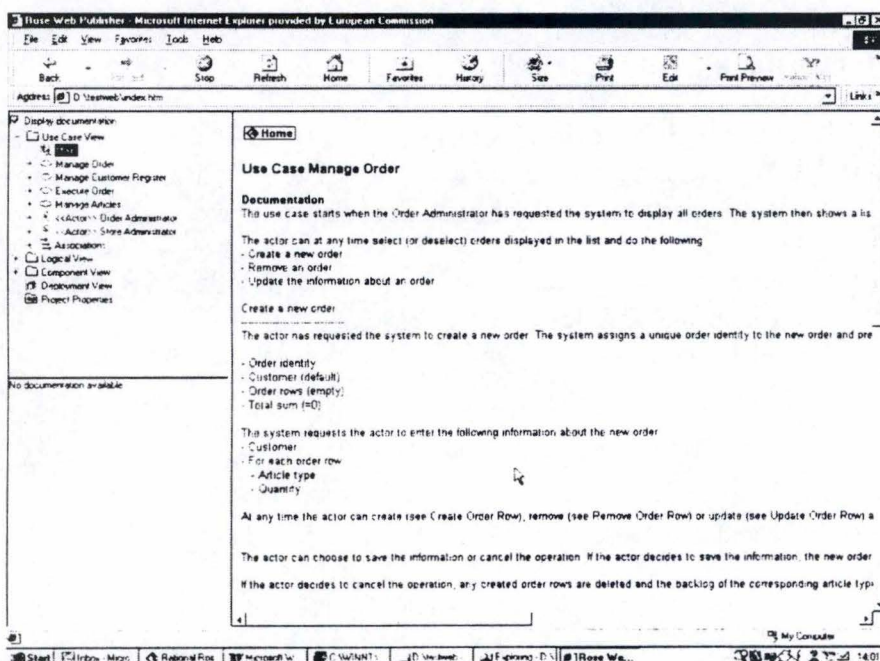 Rose Web Publisher - Microsoft Internet Explorer provided by European Commission
File Edit View Favorites Tools Help
Back Stop Refresh Home Favorites History Size Print Edit Print Preview
Address D:\testweb\index.htm Links
Display documentation
Use Case View
Manage Order
Manage Customer Register
Execute Order
Manage Articles
<<Actor>> Order Administrator
<<Actor>> Store Administrator
Associations
Logical View
Component View
Deployment View
Project Properties
No documentation available
Home
Use Case Manage Order
Documentation
The use case starts when the Order Administrator has requested the system to display all orders. The system then shows a lis
The actor can at any time select (or deselect) orders displayed in the list and do the following
- Create a new order
- Remove an order
- Update the information about an order
Create a new order
The actor has requested the system to create a new order. The system assigns a unique order identity to the new order and pre
- Order identity
- Customer (default)
- Order rows (empty)
- Total sum (=0)
The system requests the actor to enter the following information about the new order
- Customer
- For each order row
- Article type
- Quantity
At any time the actor can create (see Create Order Row), remove (see Remove Order Row) or update (see Update Order Row) a
The actor can choose to save the information or cancel the operation. If the actor decides to save the information, the new order
If the actor decides to cancel the operation, any created order rows are deleted and the backlog of the corresponding article typ
My Computer
Start Inbox - Micro Rational Ros Microsoft W C:\WINNT\ Exploring - D:\ Rose We... 14:01